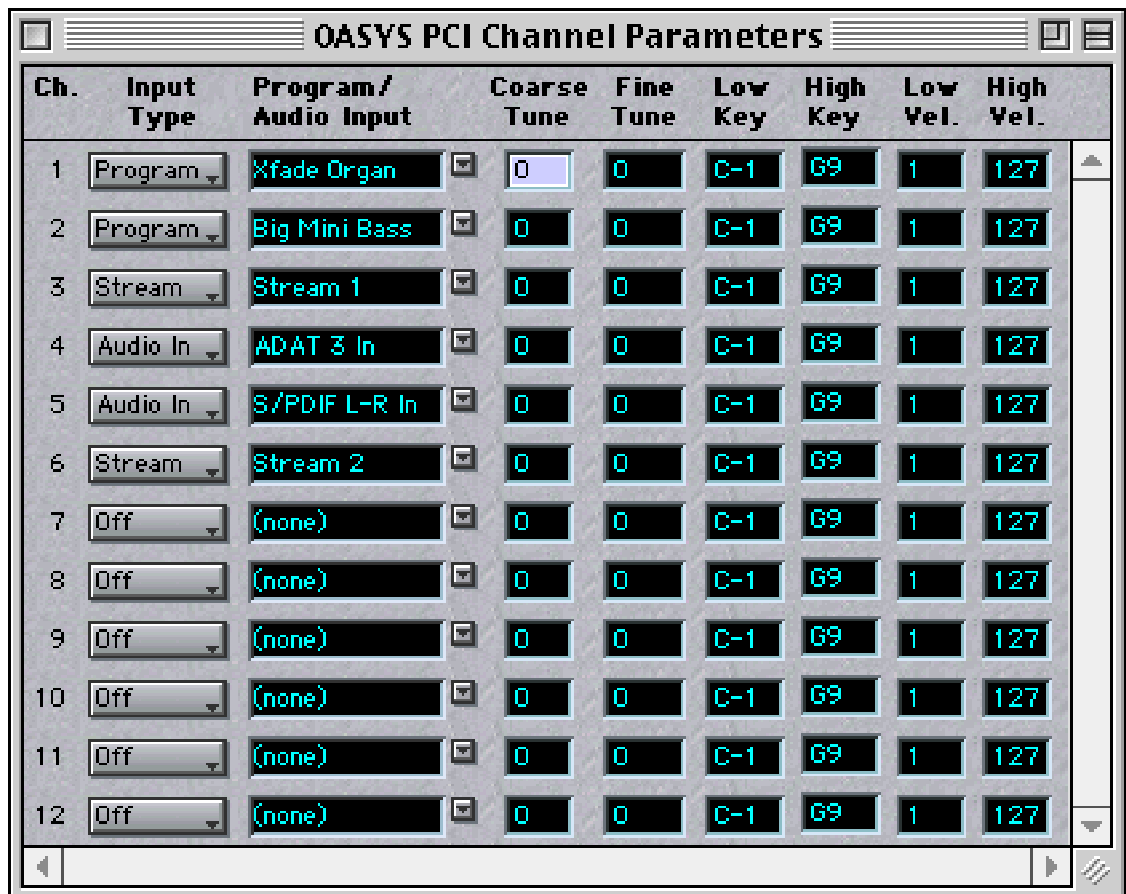 OASYS PCI Channel Parameters
Ch. Input Type Program/ Audio Input Coarse Tune Fine Tune Low Key High Key Low Vel. High Vel.
1 Program Xfade Organ 0 0 C-1 G9 1 127
2 Program Big Mini Bass 0 0 C-1 G9 1 127
3 Stream Stream 1 0 0 C-1 G9 1 127
4 Audio In ADAT 3 In 0 0 C-1 G9 1 127
5 Audio In S/PDIF L-R In 0 0 C-1 G9 1 127
6 Stream Stream 2 0 0 C-1 G9 1 127
7 Off (none) 0 0 C-1 G9 1 127
8 Off (none) 0 0 C-1 G9 1 127
9 Off (none) 0 0 C-1 G9 1 127
10 Off (none) 0 0 C-1 G9 1 127
11 Off (none) 0 0 C-1 G9 1 127
12 Off (none) 0 0 C-1 G9 1 127